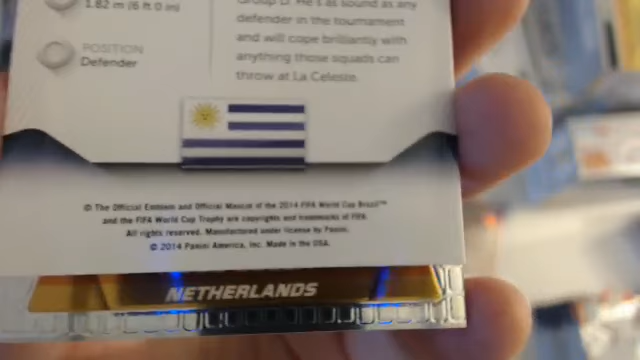 1.82 m (6 ft 0 in)
POSITION
Defender
Group D. He's as sound as any
defender in the tournament
and will cope brilliantly with
anything those squads can
throw at La Celeste.
© The Official Emblem and Official Mascot of the 2014 FIFA World Cup Brazil™
and the FIFA World Cup Trophy are copyrights and trademarks of FIFA.
All rights reserved. Manufactured under license by Panini.
© 2014 Panini America, Inc. Made in the USA.
NETHERLANDS